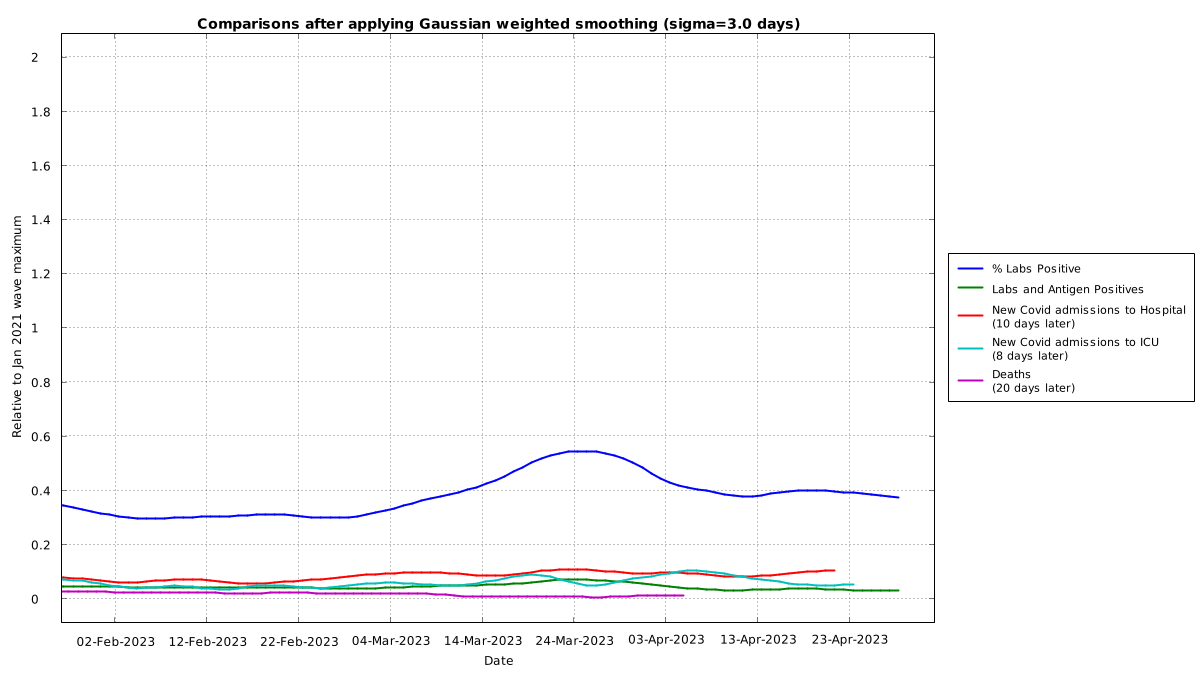 Comparisons after applying Gaussian weighted smoothing (sigma=3.0 days)
2
1.8
1.6
1.4
1.2
1
0.8
0.6
0.4
0.2
0
Relative to Jan 2021 wave maximum
02-Feb-2023 12-Feb-2023 22-Feb-2023 04-Mar-2023 14-Mar-2023 24-Mar-2023 03-Apr-2023 13-Apr-2023 23-Apr-2023
Date
% Labs Positive
Labs and Antigen Positives
New Covid admissions to Hospital
(10 days later)
New Covid admissions to ICU
(8 days later)
Deaths
(20 days later)